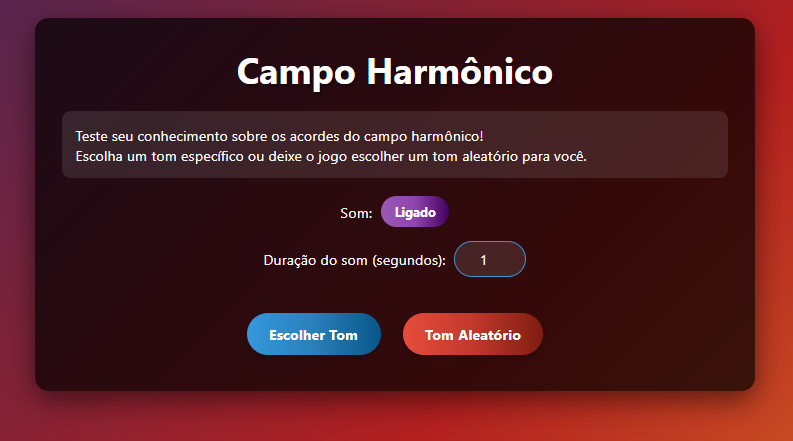 Campo Harmônico
Teste seu conhecimento sobre os acordes do campo harmônico!
Escolha um tom específico ou deixe o jogo escolher um tom aleatório para você.
Som: Ligado
Duração do som (segundos): 1
Escolher Tom Tom Aleatório